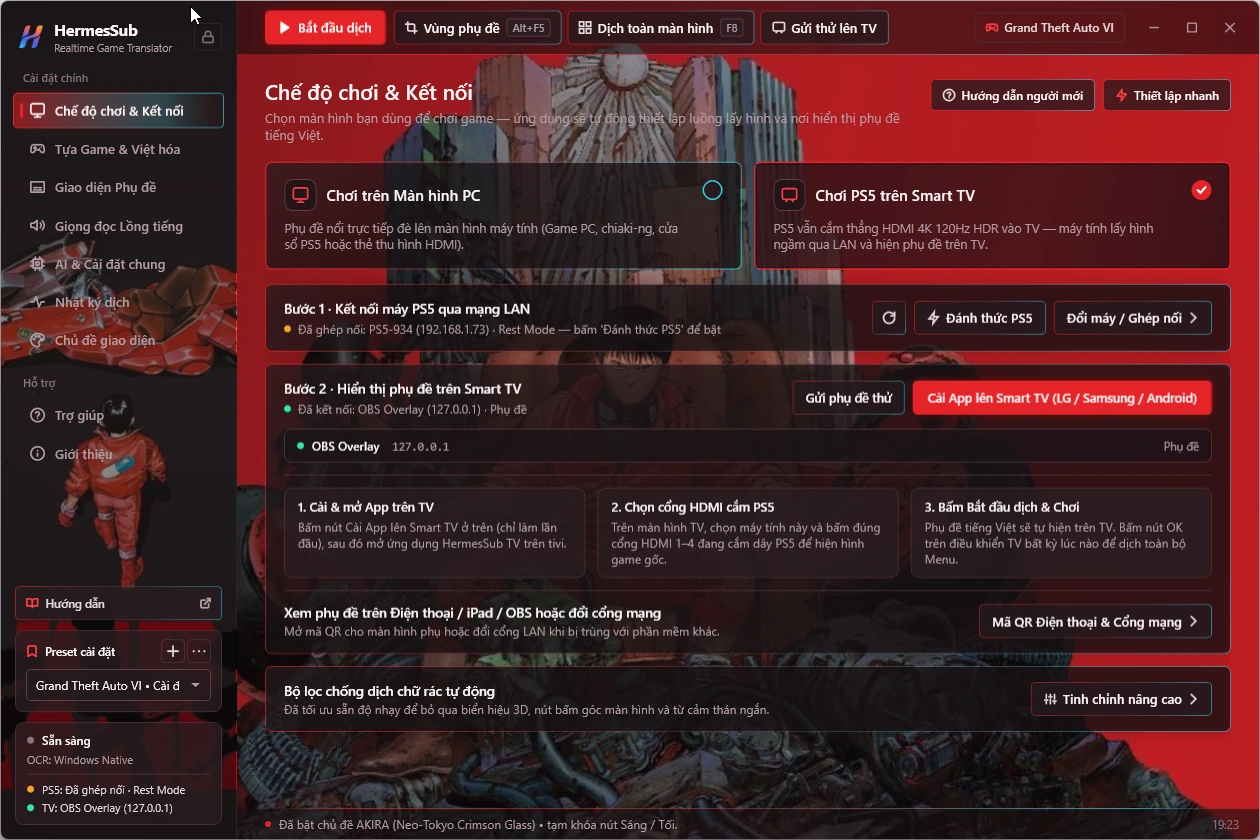 HermesSub
Realtime Game Translator
Bắt đầu dịch
Vùng phụ đề Alt+F5
Dịch toàn màn hình F8
Gửi thử lên TV
Grand Theft Auto VI
Cài đặt chính
Chế độ chơi & Kết nối
Tựa Game & Việt hóa
Giao diện Phụ đề
Giọng đọc Lồng tiếng
AI & Cài đặt chung
Nhật ký dịch
Chủ đề giao diện
Hỗ trợ
Trợ giúp
Giới thiệu
Hướng dẫn
Preset cài đặt
Grand Theft Auto VI • Cài đ
Sẵn sàng
OCR: Windows Native
PS5: Đã ghép nối · Rest Mode
TV: OBS Overlay (127.0.0.1)
Chế độ chơi & Kết nối
Chọn màn hình bạn dùng để chơi game — ứng dụng sẽ tự động thiết lập luồng lấy hình và nơi hiển thị phụ đề
tiếng Việt.
Hướng dẫn người mới
Thiết lập nhanh
Chơi trên Màn hình PC
Phụ đề nổi trực tiếp đè lên màn hình máy tính (Game PC, chiaki-ng, cửa
sổ PS5 hoặc thẻ thu hình HDMI).
Chơi PS5 trên Smart TV
PS5 vẫn cắm thẳng HDMI 4K 120Hz HDR vào TV — máy tính lấy hình
ngầm qua LAN và hiện phụ đề trên TV.
Bước 1 · Kết nối máy PS5 qua mạng LAN
Đã ghép nối: PS5-934 (192.168.1.73) · Rest Mode — bấm 'Đánh thức PS5' để bật
Đánh thức PS5
Đổi máy / Ghép nối
Bước 2 · Hiển thị phụ đề trên Smart TV
Đã kết nối: OBS Overlay (127.0.0.1) · Phụ đề
Gửi phụ đề thử
Cài App lên Smart TV (LG / Samsung / Android)
OBS Overlay 127.0.0.1
Phụ đề
1. Cài & mở App trên TV
Bấm nút Cài App lên Smart TV ở trên (chỉ làm lần
đầu), sau đó mở ứng dụng HermesSub TV trên tivi.
2. Chọn cổng HDMI cắm PS5
Trên màn hình TV, chọn máy tính này và bấm đúng
cổng HDMI 1–4 đang cắm dây PS5 để hiện hình
game gốc.
3. Bấm Bắt đầu dịch & Chơi
Phụ đề tiếng Việt sẽ tự hiện trên TV. Bấm nút OK
trên điều khiển TV bất kỳ lúc nào để dịch toàn bộ
Menu.
Xem phụ đề trên Điện thoại / iPad / OBS hoặc đổi cổng mạng
Mở mã QR cho màn hình phụ hoặc đổi cổng LAN khi bị trùng với phần mềm khác.
Mã QR Điện thoại & Cổng mạng
Bộ lọc chống dịch chữ rác tự động
Đã tối ưu sẵn độ nhạy để bỏ qua biển hiệu 3D, nút bấm góc màn hình và từ cảm thán ngắn.
Tinh chỉnh nâng cao
Đã bật chủ đề AKIRA (Neo-Tokyo Crimson Glass) • tạm khóa nút Sáng / Tối.
19:23